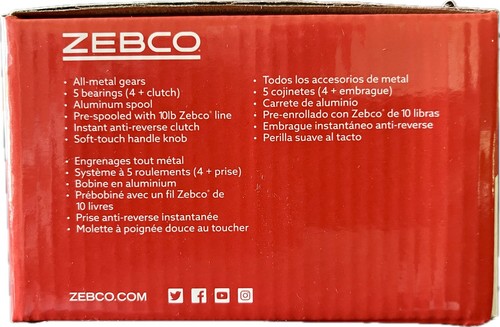 ZEBCO
• All-metal gears
• 5 bearings (4 + clutch)
• Aluminum spool
• Pre-spooled with 10lb Zebco® line
• Instant anti-reverse clutch
• Soft-touch handle knob
• Todos los accesorios de metal
• 5 cojinetes (4 + embrague)
• Carrete de aluminio
• Pre-enrollado con Zebco® de 10 libras
• Embrague instantáneo anti-reverse
• Perilla suave al tacto
• Engrenages tout métal
• Système à 5 roulements (4 + prise)
• Bobine en aluminium
• Prébobiné avec un fil Zebco® de
10 livres
• Prise anti-reverse instantanée
• Molette à poignée douce au toucher
ZEBCO.COM